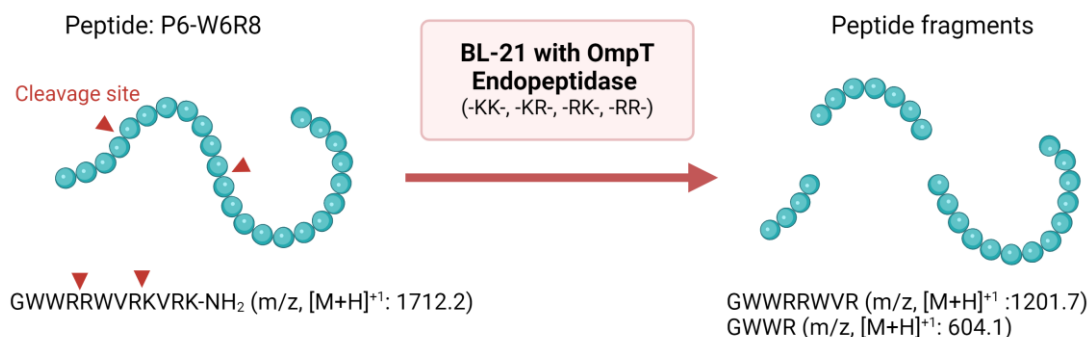 Peptide: P6-W6R8
Cleavage site
GWWRRWVRKVRK-NH₂ (m/z, [M+H]⁺¹: 1712.2)
BL-21 with OmpT
Endopeptidase
(-KK-, -KR-, -RK-, -RR-)
Peptide fragments
GWWRRWVR (m/z, [M+H]⁺¹ :1201.7)
GWWR (m/z, [M+H]⁺¹: 604.1)